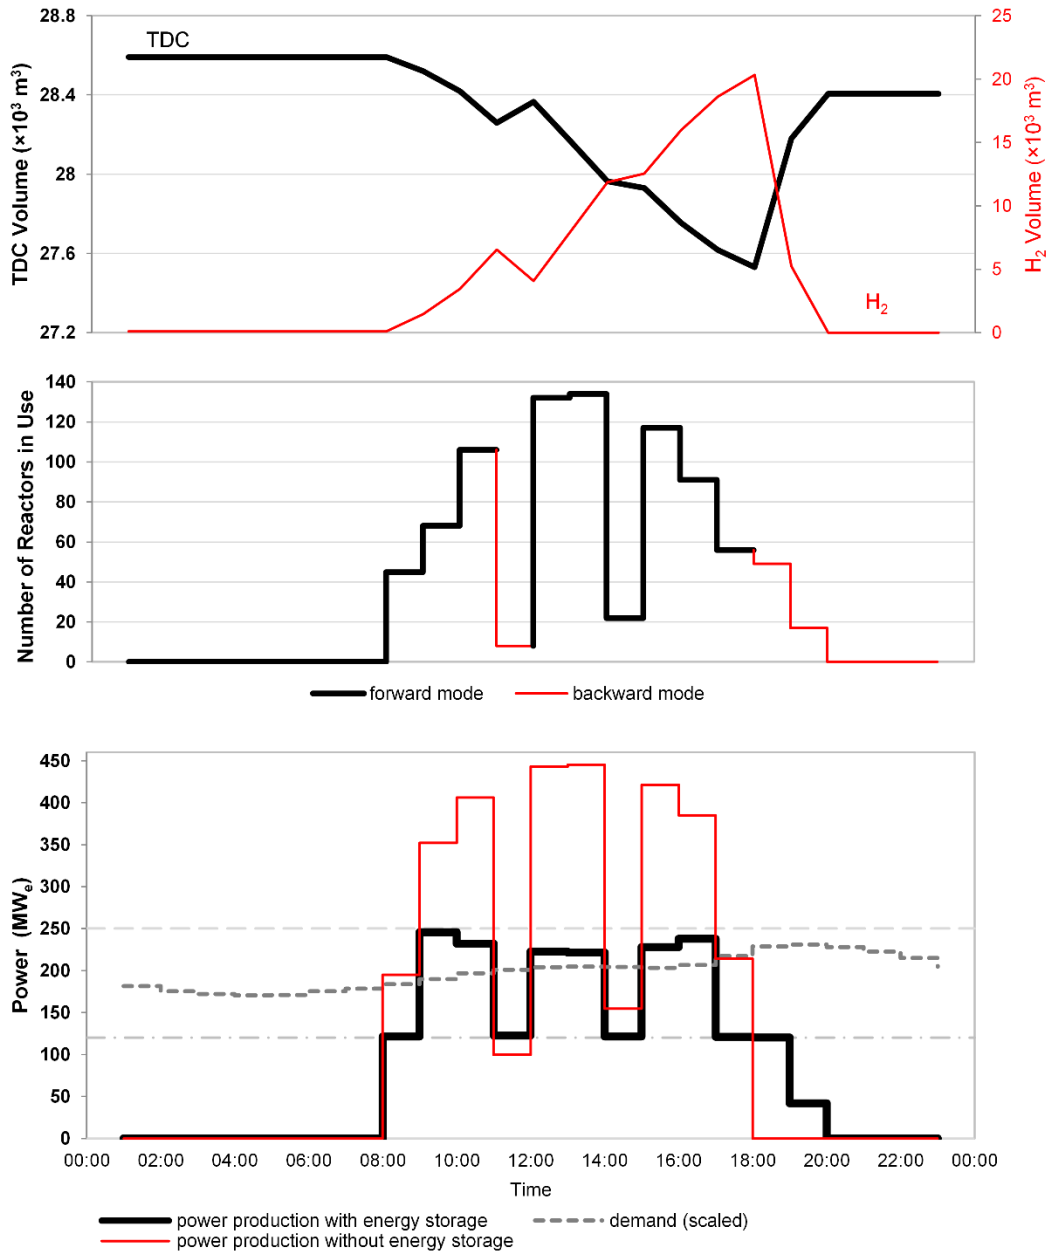 28.8
28.4
28
27.6
27.2
TDC Volume (×10³ m³)
TDC
H₂
25
20
15
10
5
0
H₂ Volume (×10³ m³)
140
120
100
80
60
40
20
0
Number of Reactors in Use
forward mode
backward mode
450
400
350
300
250
200
150
100
50
0
Power (MWₑ)
00:00 02:00 04:00 06:00 08:00 10:00 12:00 14:00 16:00 18:00 20:00 22:00 00:00
Time
power production with energy storage
demand (scaled)
power production without energy storage